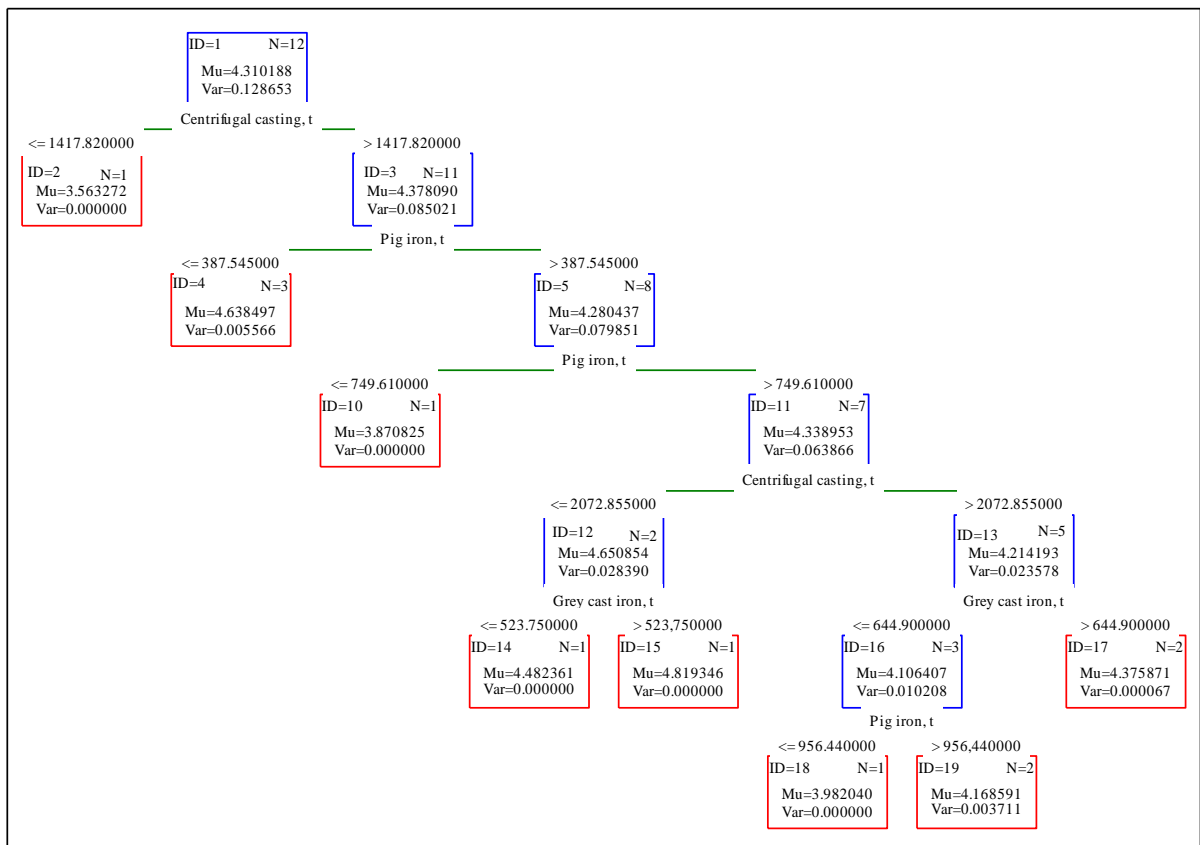 ID=1 N=12
Mu=4.310188
Var=0.128653
Centrifugal casting, t
<= 1417.820000 > 1417.820000
ID=2 N=1
Mu=3.563272
Var=0.000000
ID=3 N=11
Mu=4.378090
Var=0.085021
Pig iron, t
<= 387.545000 > 387.545000
ID=4 N=3
Mu=4.638497
Var=0.005566
ID=5 N=8
Mu=4.280437
Var=0.079851
Pig iron, t
<= 749.610000 > 749.610000
ID=10 N=1
Mu=3.870825
Var=0.000000
ID=11 N=7
Mu=4.338953
Var=0.063866
Centrifugal casting, t
<= 2072.855000 > 2072.855000
ID=12 N=2
Mu=4.650854
Var=0.028390
ID=13 N=5
Mu=4.214193
Var=0.023578
Grey cast iron, t Grey cast iron, t
<= 523.750000 > 523,750000 <= 644.900000 > 644.900000
ID=14 N=1
Mu=4.482361
Var=0.000000
ID=15 N=1
Mu=4.819346
Var=0.000000
ID=16 N=3
Mu=4.106407
Var=0.010208
ID=17 N=2
Mu=4.375871
Var=0.000067
Pig iron, t
<= 956.440000 > 956,440000
ID=18 N=1
Mu=3.982040
Var=0.000000
ID=19 N=2
Mu=4.168591
Var=0.003711